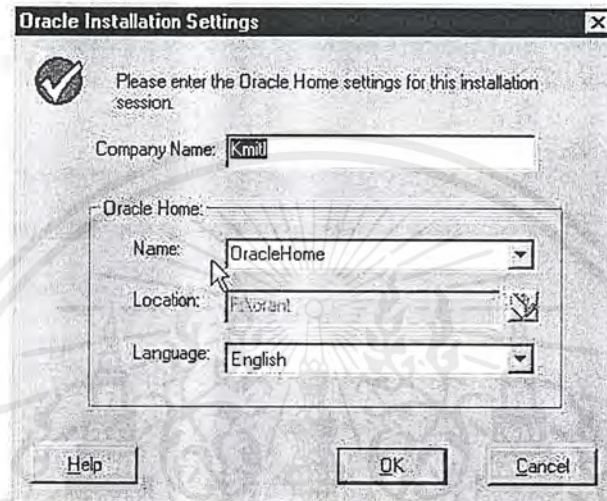 Oracle Installation Settings
Please enter the Oracle Home settings for this installation
session.
Company Name: Kmitl
Oracle Home:
Name: OracleHome
Location: F:\orant
Language: English
Help OK Cancel